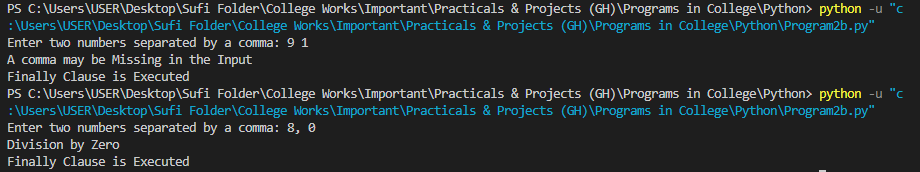 PS C:\Users\USER\Desktop\Sufi Folder\College Works\Important\Practicals & Projects (GH)\Programs in College\Python> python -u "c
:\Users\USER\Desktop\Sufi Folder\College Works\Important\Practicals & Projects (GH)\Programs in College\Python\Program2b.py"
Enter two numbers separated by a comma: 9 1
A comma may be Missing in the Input
Finally Clause is Executed
PS C:\Users\USER\Desktop\Sufi Folder\College Works\Important\Practicals & Projects (GH)\Programs in College\Python> python -u "c
:\Users\USER\Desktop\Sufi Folder\College Works\Important\Practicals & Projects (GH)\Programs in College\Python\Program2b.py"
Enter two numbers separated by a comma: 8, 0
Division by Zero
Finally Clause is Executed